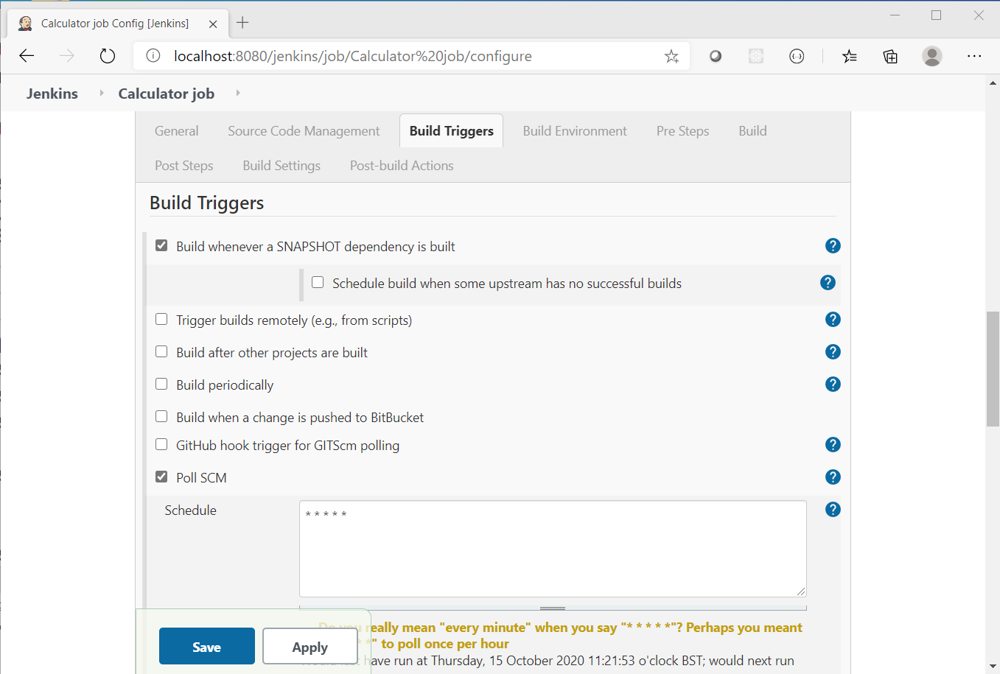 Calculator job Config [Jenkins]
localhost:8080/jenkins/job/Calculator%20job/configure
Jenkins Calculator job
General Source Code Management Build Triggers Build Environment Pre Steps Build
Post Steps Build Settings Post-build Actions
Build Triggers
Build whenever a SNAPSHOT dependency is built
Schedule build when some upstream has no successful builds
Trigger builds remotely (e.g., from scripts)
Build after other projects are built
Build periodically
Build when a change is pushed to BitBucket
GitHub hook trigger for GITScm polling
Poll SCM
Schedule
* * * * *
Do you really mean "every minute" when you say "* * * * *"? Perhaps you meant
*" to poll once per hour
have run at Thursday, 15 October 2020 11:21:53 o'clock BST; would next run
Save Apply